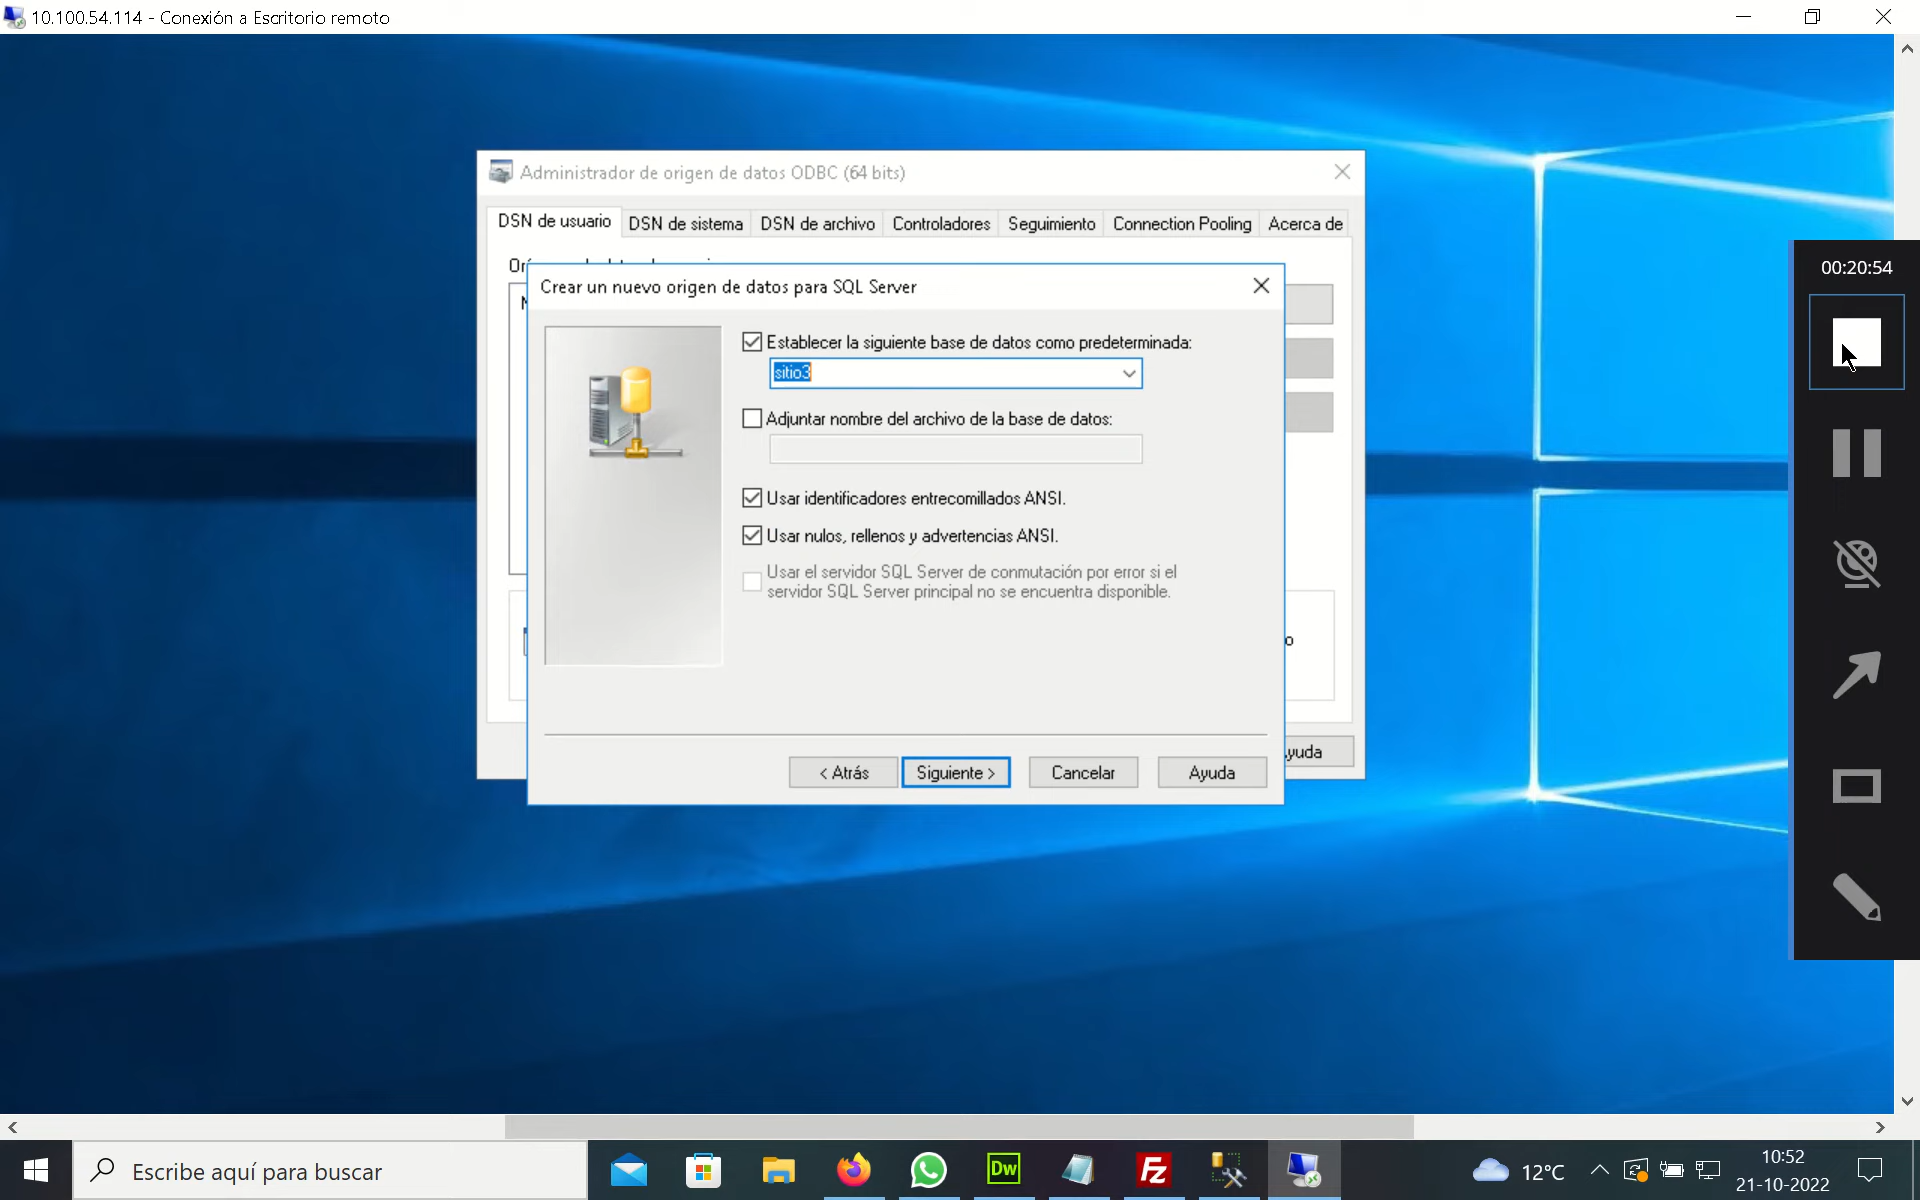 10.100.54.114 - Conexión a Escritorio remoto
Administrador de origen de datos ODBC (64 bits)
DSN de usuario DSN de sistema DSN de archivo Controladores Seguimiento Connection Pooling Acerca de
Crear un nuevo origen de datos para SQL Server
00:20:54
Establecer la siguiente base de datos como predeterminada:
sitio3
Adjuntar nombre del archivo de la base de datos:
Usar identificadores entrecomillados ANSI.
Usar nulos, rellenos y advertencias ANSI.
Usar el servidor SQL Server de conmutación por error si el
servidor SQL Server principal no se encuentra disponible.
< Atrás Siguiente > Cancelar Ayuda
yuda
Escribe aquí para buscar
Dw
Fz
12°C
10:52
21-10-2022